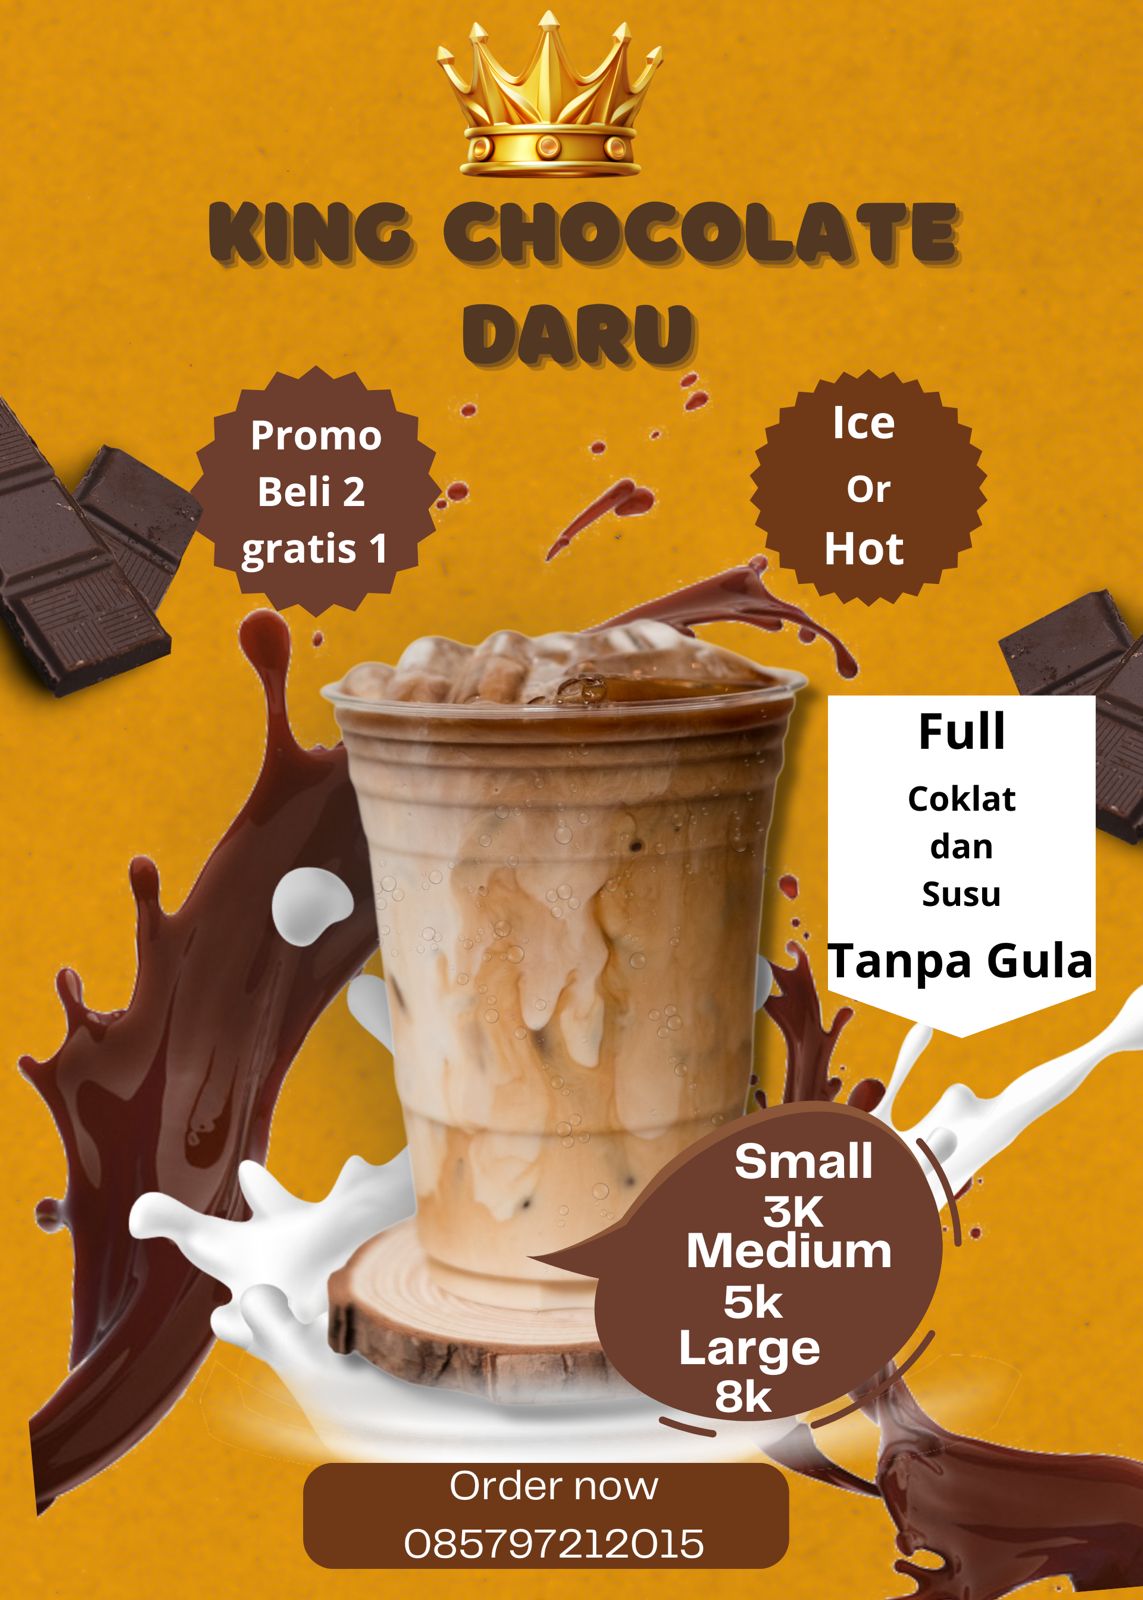 KING CHOCOLATE
DARU
Promo
Beli 2
gratis 1
Ice
Or
Hot
Full
Coklat
dan
Susu
Tanpa Gula
Small
3K
Medium
5k
Large
8k
Order now
085797212015